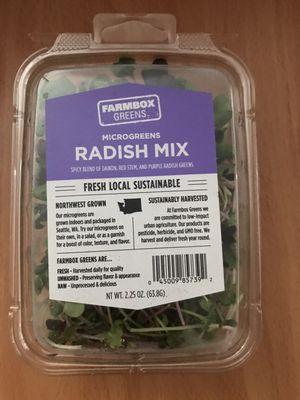 FARMBOX
GREENS
MICROGREENS
RADISH MIX
SPICY BLEND OF DAIKON, RED STEM, AND PURPLE RADISH GREENS
FRESH LOCAL SUSTAINABLE
NORTHWEST GROWN
Our microgreens are
grown indoors and packaged in
Seattle, WA. Try our microgreens
on their own, in a salad, or as a garnish
for a boost of color, texture, and flavor.
SUSTAINABLY HARVESTED
At Farmbox Greens we
are committed to low-impact
urban agriculture. Our products are
pesticide, herbicide, and GMO free. We
harvest and deliver fresh year round.
FARMBOX GREENS ARE...
FRESH • Harvested daily for quality
UNWASHED • Preserving flavor & appearance
RAW • Unprocessed & delicious
NT. WT. 2.25 OZ. (63.8G)
0 45009 85739 2